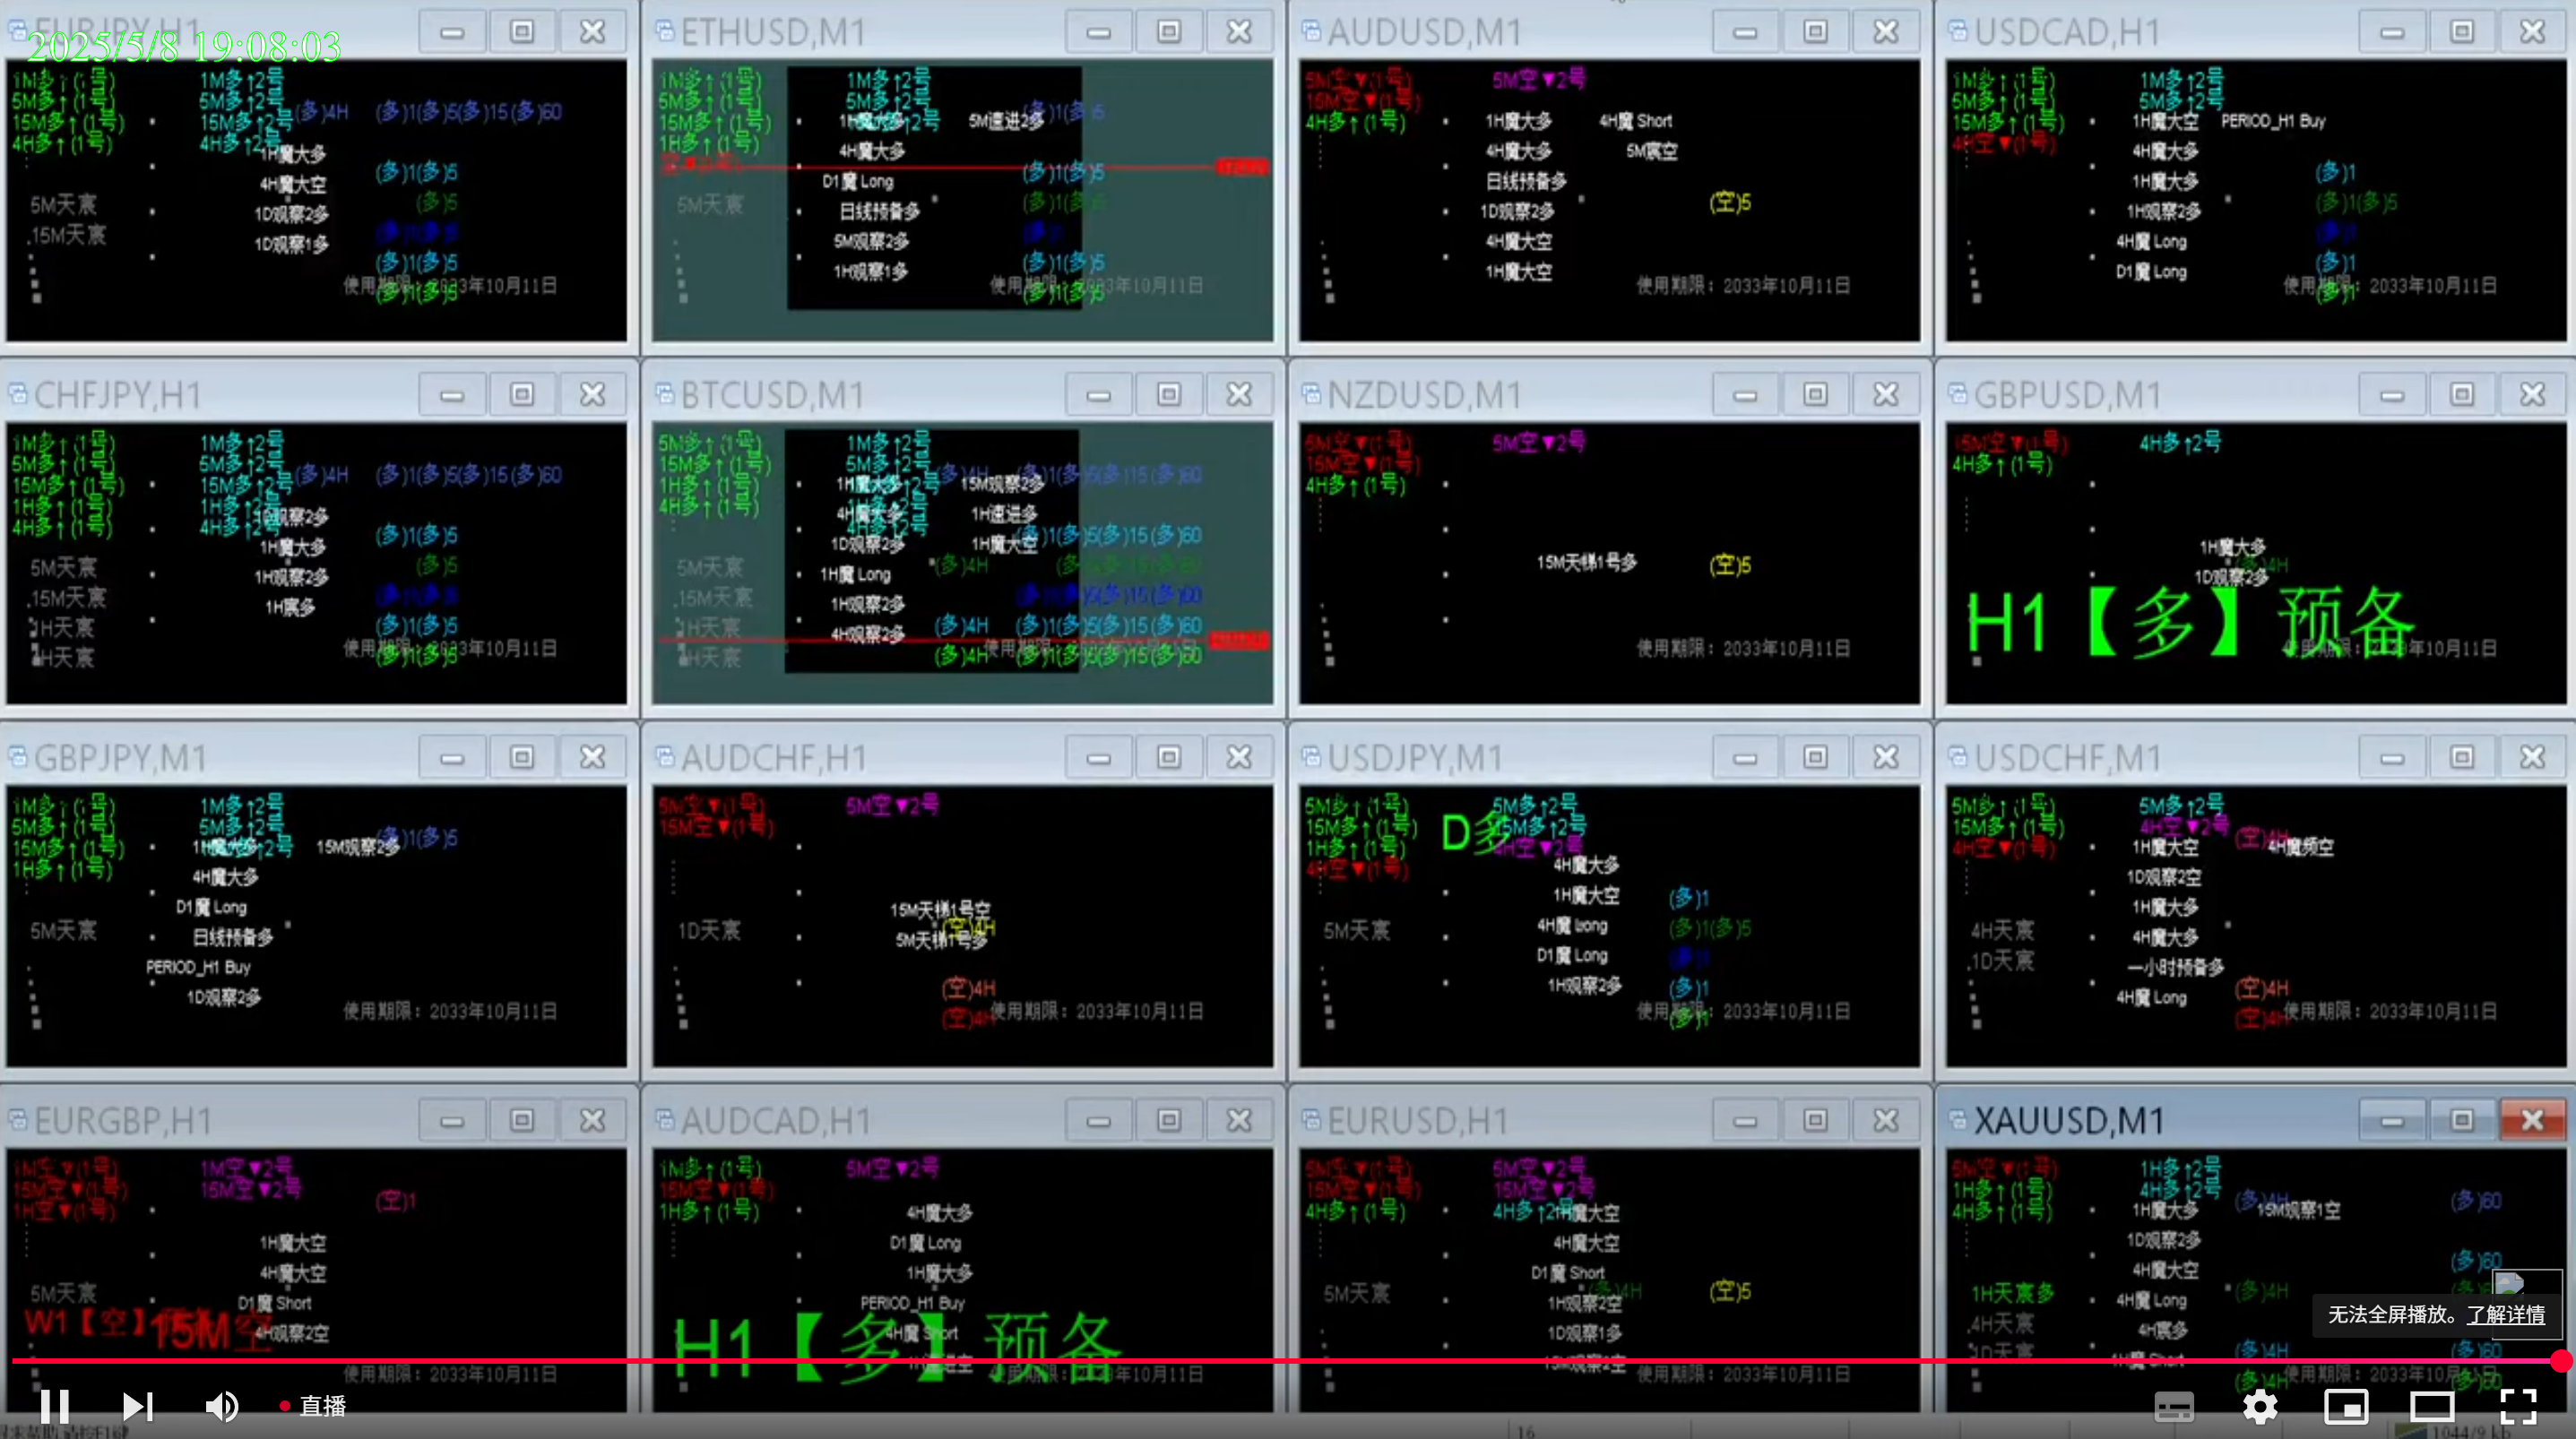 EURJPY,H1
2025/5/8 19:08:03
1M多↑(1号)
5M多↑(1号)
15M多↑(1号)
4H多↑(1号)
1M多↑2号
5M多↑2号
15M多↑2号
4H多↑2号
(多)4H (多)1(多)5(多)15(多)60
1H魔大多
4H魔大空
1D观察2多
1D观察1多
(多)1(多)5
(多)5
(多)1(多)5
(多)1(多)5
5M天宸
15M天宸
使用期限：2033年10月11日
ETHUSD,M1
1M多↑(1号)
5M多↑(1号)
15M多↑(1号)
1H多↑(1号)
1M多↑2号
5M多↑2号
1H魔大多
5M速进2多
4H魔大多
D1魔 Long
日线预备多
5M观察2多
1H观察1多
(多)1(多)5
(多)1(多)5
(多)1(多)5
5M天宸
AUDUSD,M1
5M空▼(1号)
15M空▼(1号)
4H多↑(1号)
5M空▼2号
1H魔大多 4H魔 Short
4H魔大多 5M宸空
日线预备多
1D观察2多
4H魔大空
1H魔大空
(空)5
使用期限：2033年10月11日
USDCAD,H1
1M多↑(1号)
5M多↑(1号)
15M多↑(1号)
4H空▼(1号)
1M多↑2号
5M多↑2号
1H魔大空 PERIOD_H1 Buy
4H魔大多
1H魔大多
1H观察2多
4H魔 Long
D1魔 Long
(多)1
(多)1(多)5
(多)1
(多)1
使用期限：2033年10月11日
CHFJPY,H1
1M多↑(1号)
5M多↑(1号)
15M多↑(1号)
1H多↑(1号)
4H多↑(1号)
1M多↑2号
5M多↑2号
15M多↑2号
1H多↑2号
4H多↑2号
(多)4H (多)1(多)5(多)15(多)60
1D观察2多
1H魔大多
1H观察2多
1H宸多
(多)1(多)5
(多)5
(多)1(多)5
(多)1(多)5
5M天宸
15M天宸
1H天宸
4H天宸
使用期限：2033年10月11日
BTCUSD,M1
5M多↑(1号)
15M多↑(1号)
1H多↑(1号)
4H多↑(1号)
1M多↑2号
5M多↑2号
1H魔大多
15M观察2多
4H魔大多 1H速进多
1D观察2多 1H魔大空
1H魔 Long
1H观察2多
4H观察2多
(多)4H (多)1(多)5(多)15(多)60
(多)4H (多)1(多)5(多)15(多)60
5M天宸
15M天宸
1H天宸
NZDUSD,M1
5M空▼(1号)
15M空▼(1号)
4H多↑(1号)
5M空▼2号
15M天梯1号多
(空)5
使用期限：2033年10月11日
GBPUSD,M1
15M空▼(1号)
4H多↑(1号)
4H多↑2号
1H魔大多
1D观察2多
H1【多】预备
使用期限：2033年10月11日
GBPJPY,M1
1M多↑(1号)
5M多↑(1号)
15M多↑(1号)
1H多↑(1号)
1M多↑2号
5M多↑2号
15M观察2多
(多)1(多)5
1H魔大多
4H魔大多
D1魔 Long
日线预备多
PERIOD_H1 Buy
1D观察2多
5M天宸
使用期限：2033年10月11日
AUDCHF,H1
5M空▼(1号)
15M空▼(1号)
5M空▼2号
15M天梯1号空
(空)4H
5M天梯1号多
(空)4H
(空)4H
1D天宸
使用期限：2033年10月11日
USDJPY,M1
5M多↑(1号)
15M多↑(1号)
1H多↑(1号)
4H空▼(1号)
D多
5M多↑2号
15M多↑2号
4H空▼2号
4H魔大多
1H魔大空
4H魔 Long
D1魔 Long
1H观察2多
(多)1
(多)1(多)5
(多)1
(多)1
(多)1
5M天宸
使用期限：2033年10月11日
USDCHF,M1
5M多↑(1号)
15M多↑(1号)
4H空▼(1号)
5M多↑2号
4H空▼2号
(空)4H
1H魔大空 4H魔频空
1D观察2空
1H魔大多
4H魔大多
一小时预备多
4H魔 Long
(空)4H
(空)4H
4H天宸
1D天宸
使用期限：2033年10月11日
EURGBP,H1
1M空▼(1号)
15M空▼(1号)
1H空▼(1号)
1M空▼2号
15M空▼2号
(空)1
1H魔大空
4H魔大空
D1魔 Short
4H观察2空
5M天宸
W1【空】
15M空
使用期限：2033年10月11日
AUDCAD,H1
1M多↑(1号)
15M空▼(1号)
1H多↑(1号)
5M空▼2号
4H魔大多
D1魔 Long
1H魔大多
PERIOD_H1 Buy
4H魔 Short
H1【多】预备
EURUSD,H1
5M空▼(1号)
15M空▼(1号)
4H多↑(1号)
5M空▼2号
15M空▼2号
4H多↑2号
1H魔大空
4H魔大空
D1魔 Short
1H观察2空
1D观察1多
15M观察2空
(多)4H
(空)5
5M天宸
使用期限：2033年10月11日
XAUUSD,M1
5M空▼(1号)
1H多↑(1号)
4H多↑(1号)
1H多↑2号
4H多↑2号
(多)4H (多)60
1H魔大多 15M观察1空
1D观察2多
4H魔大空
4H魔 Long
4H宸多
4H魔 Short
(多)60
(多)4H
(多)4H (多)60
(多)4H
1H天宸多
4H天宸
1D天宸
使用期限：2033年10月11日
无法全屏播放。了解详情
直播
16